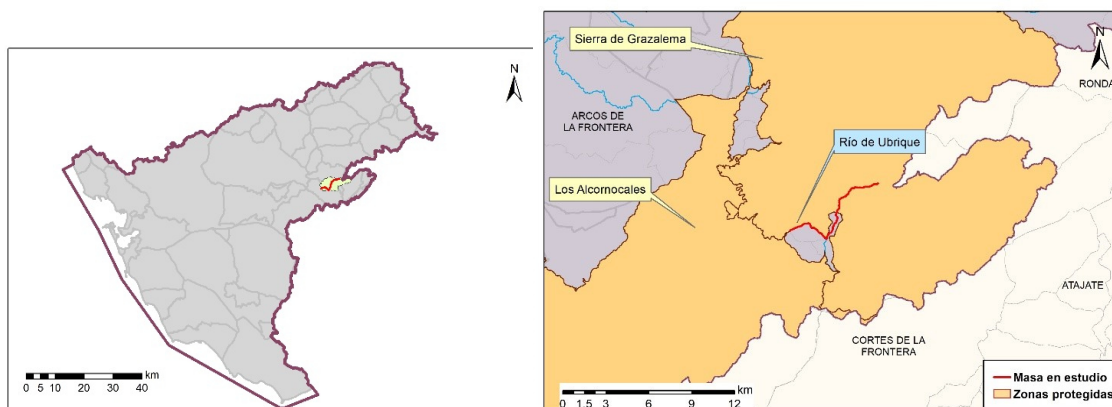 N
km
0 5 10 20 30 40
Sierra de Grazalema
N
RONDA
ARCOS DE
LA FRONTERA
Río de Ubrique
Los Alcornocales
ATAJATE
CORTES DE LA
FRONTERA
km
0 1.5 3 6 9 12
Masa en estudio
Zonas protegidas